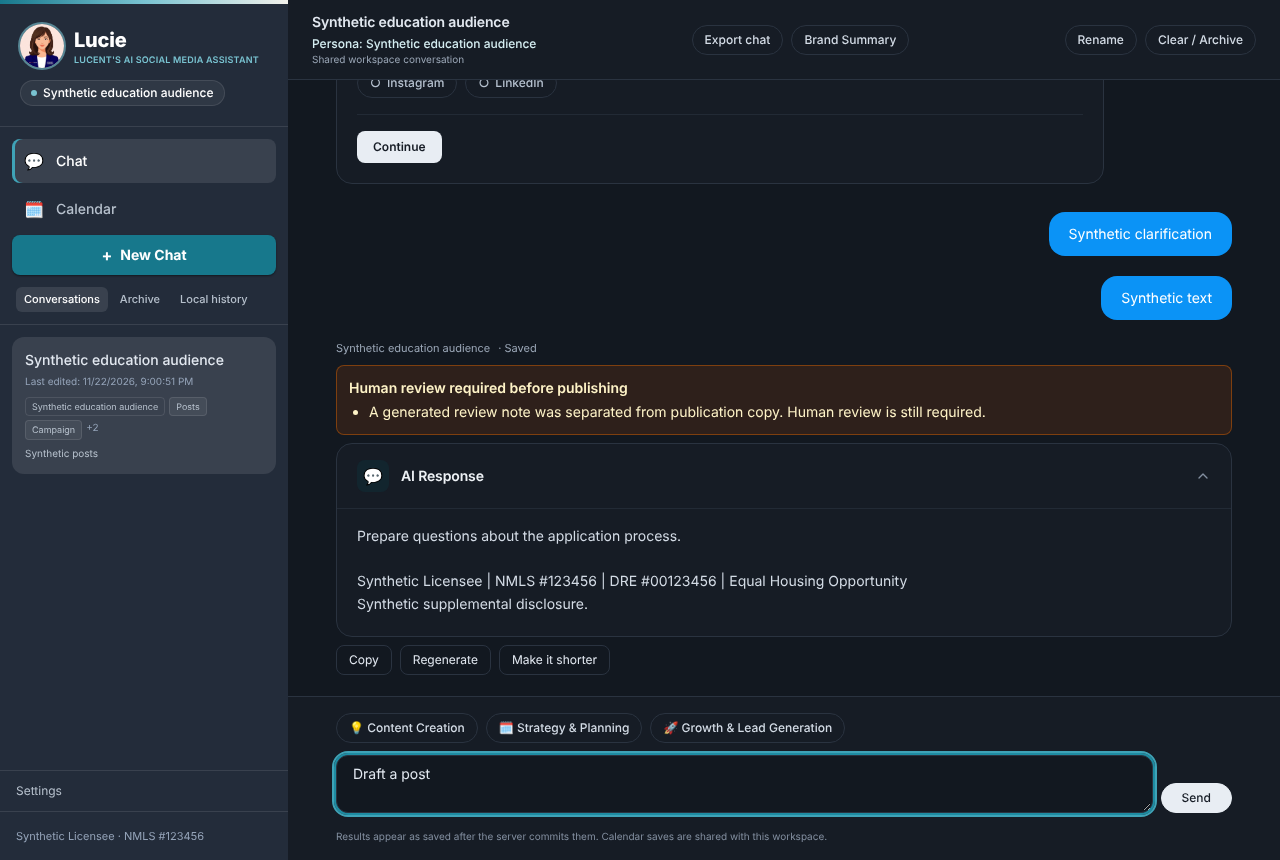 Lucie
LUCENT'S AI SOCIAL MEDIA ASSISTANT
Synthetic education audience
Chat
Calendar
+ New Chat
Conversations
Archive
Local history
Synthetic education audience
Last edited: 11/22/2026, 9:00:51 PM
Synthetic education audience
Posts
Campaign
+2
Synthetic posts
Settings
Synthetic Licensee · NMLS #123456
Synthetic education audience
Persona: Synthetic education audience
Shared workspace conversation
Export chat
Brand Summary
Rename
Clear / Archive
Instagram
LinkedIn
Continue
Synthetic clarification
Synthetic text
Synthetic education audience · Saved
Human review required before publishing
• A generated review note was separated from publication copy. Human review is still required.
AI Response
Prepare questions about the application process.
Synthetic Licensee | NMLS #123456 | DRE #00123456 | Equal Housing Opportunity
Synthetic supplemental disclosure.
Copy
Regenerate
Make it shorter
Content Creation
Strategy & Planning
Growth & Lead Generation
Draft a post
Send
Results appear as saved after the server commits them. Calendar saves are shared with this workspace.